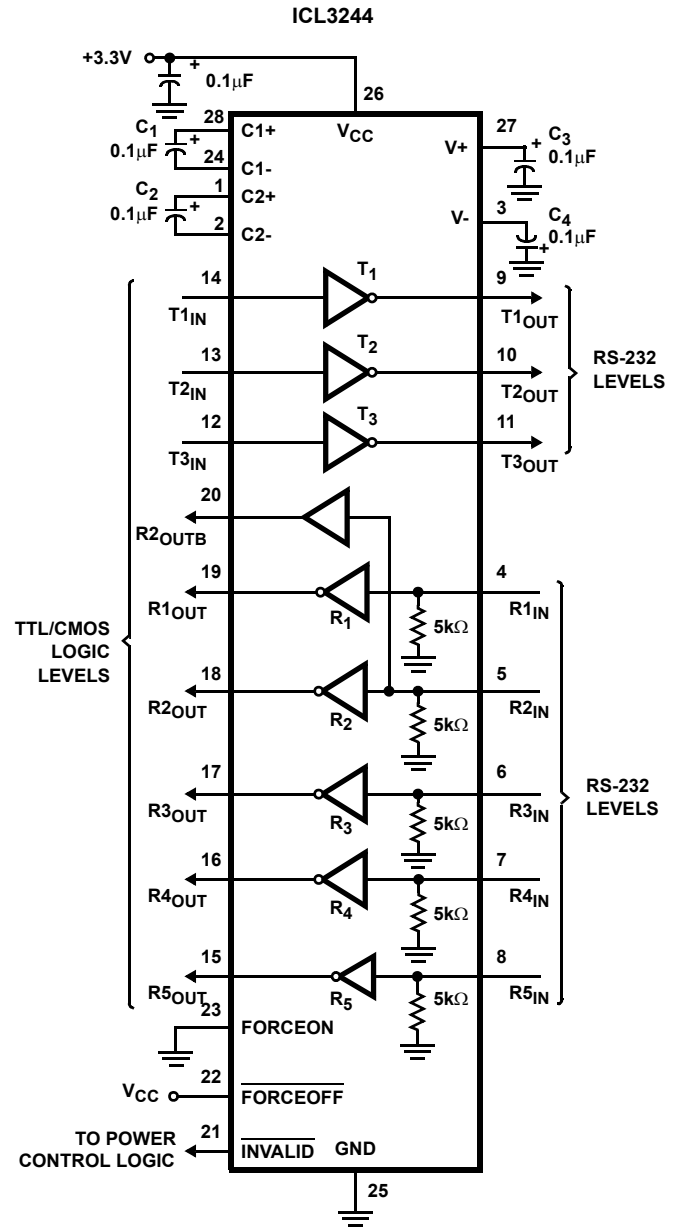 ICL3244
+3.3V
+
0.1μF
26
28
C1
0.1μF
+
24
C1+
C1-
VCC
27
V+
+
C3
0.1μF
1
C2
0.1μF
+
2
C2+
C2-
3
V-
C4
0.1μF
+
14
T1IN
T1
9
T1OUT
13
T2IN
T2
10
T2OUT
12
T3IN
T3
11
T3OUT
RS-232
LEVELS
20
R2OUTB
19
R1OUT
R1
5kΩ
4
R1IN
18
R2OUT
R2
5kΩ
5
R2IN
17
R3OUT
R3
5kΩ
6
R3IN
16
R4OUT
R4
5kΩ
7
R4IN
15
R5OUT
R5
5kΩ
8
R5IN
TTL/CMOS
LOGIC
LEVELS
RS-232
LEVELS
23
FORCEON
22
VCC
FORCEOFF
21
TO POWER
CONTROL LOGIC
INVALID
GND
25